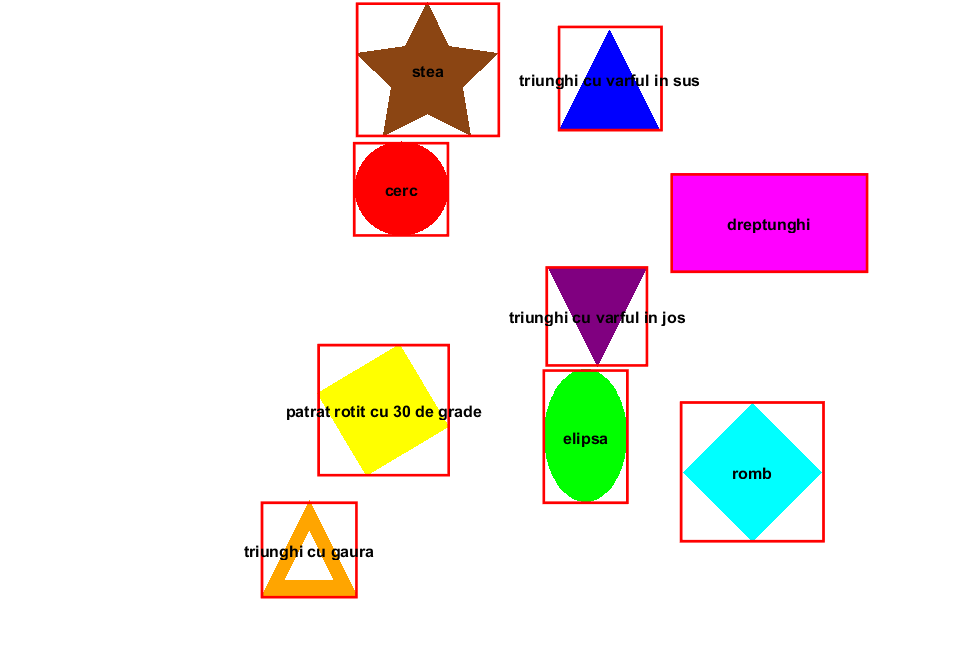 stea
triunghi cu varful in sus
cerc
dreptunghi
triunghi cu varful in jos
patrat rotit cu 30 de grade
elipsa
romb
triunghi cu gaura